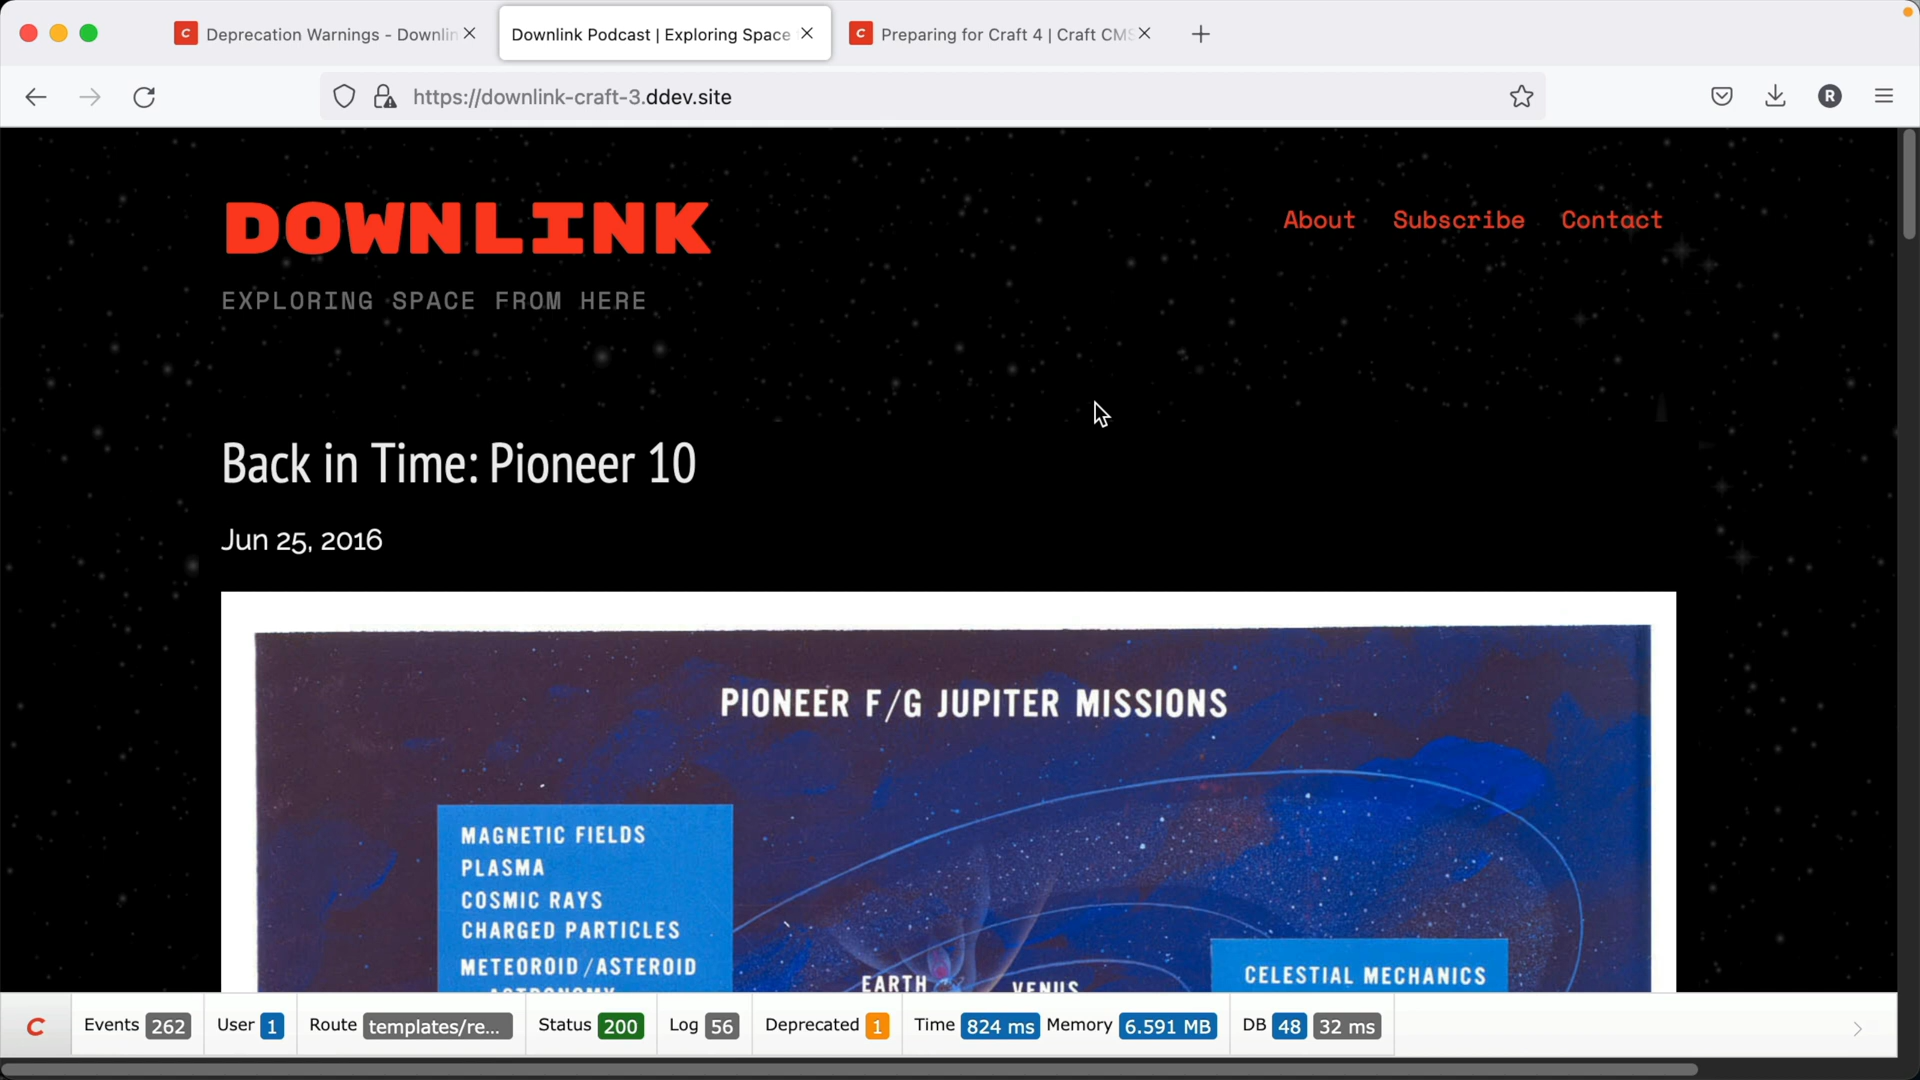 Deprecation Warnings - Downlin
Downlink Podcast | Exploring Space
Preparing for Craft 4 | Craft CMS
https://downlink-craft-3.ddev.site
R
DOWNLINK
About Subscribe Contact
EXPLORING SPACE FROM HERE
Back in Time: Pioneer 10
Jun 25, 2016
PIONEER F/G JUPITER MISSIONS
MAGNETIC FIELDS
PLASMA
COSMIC RAYS
CHARGED PARTICLES
METEOROID/ASTEROID
ASTRONOMY
EARTH
VENUS
CELESTIAL MECHANICS
C Events 262 User 1 Route templates/re... Status 200 Log 56 Deprecated 1 Time 824 ms Memory 6.591 MB DB 48 32 ms